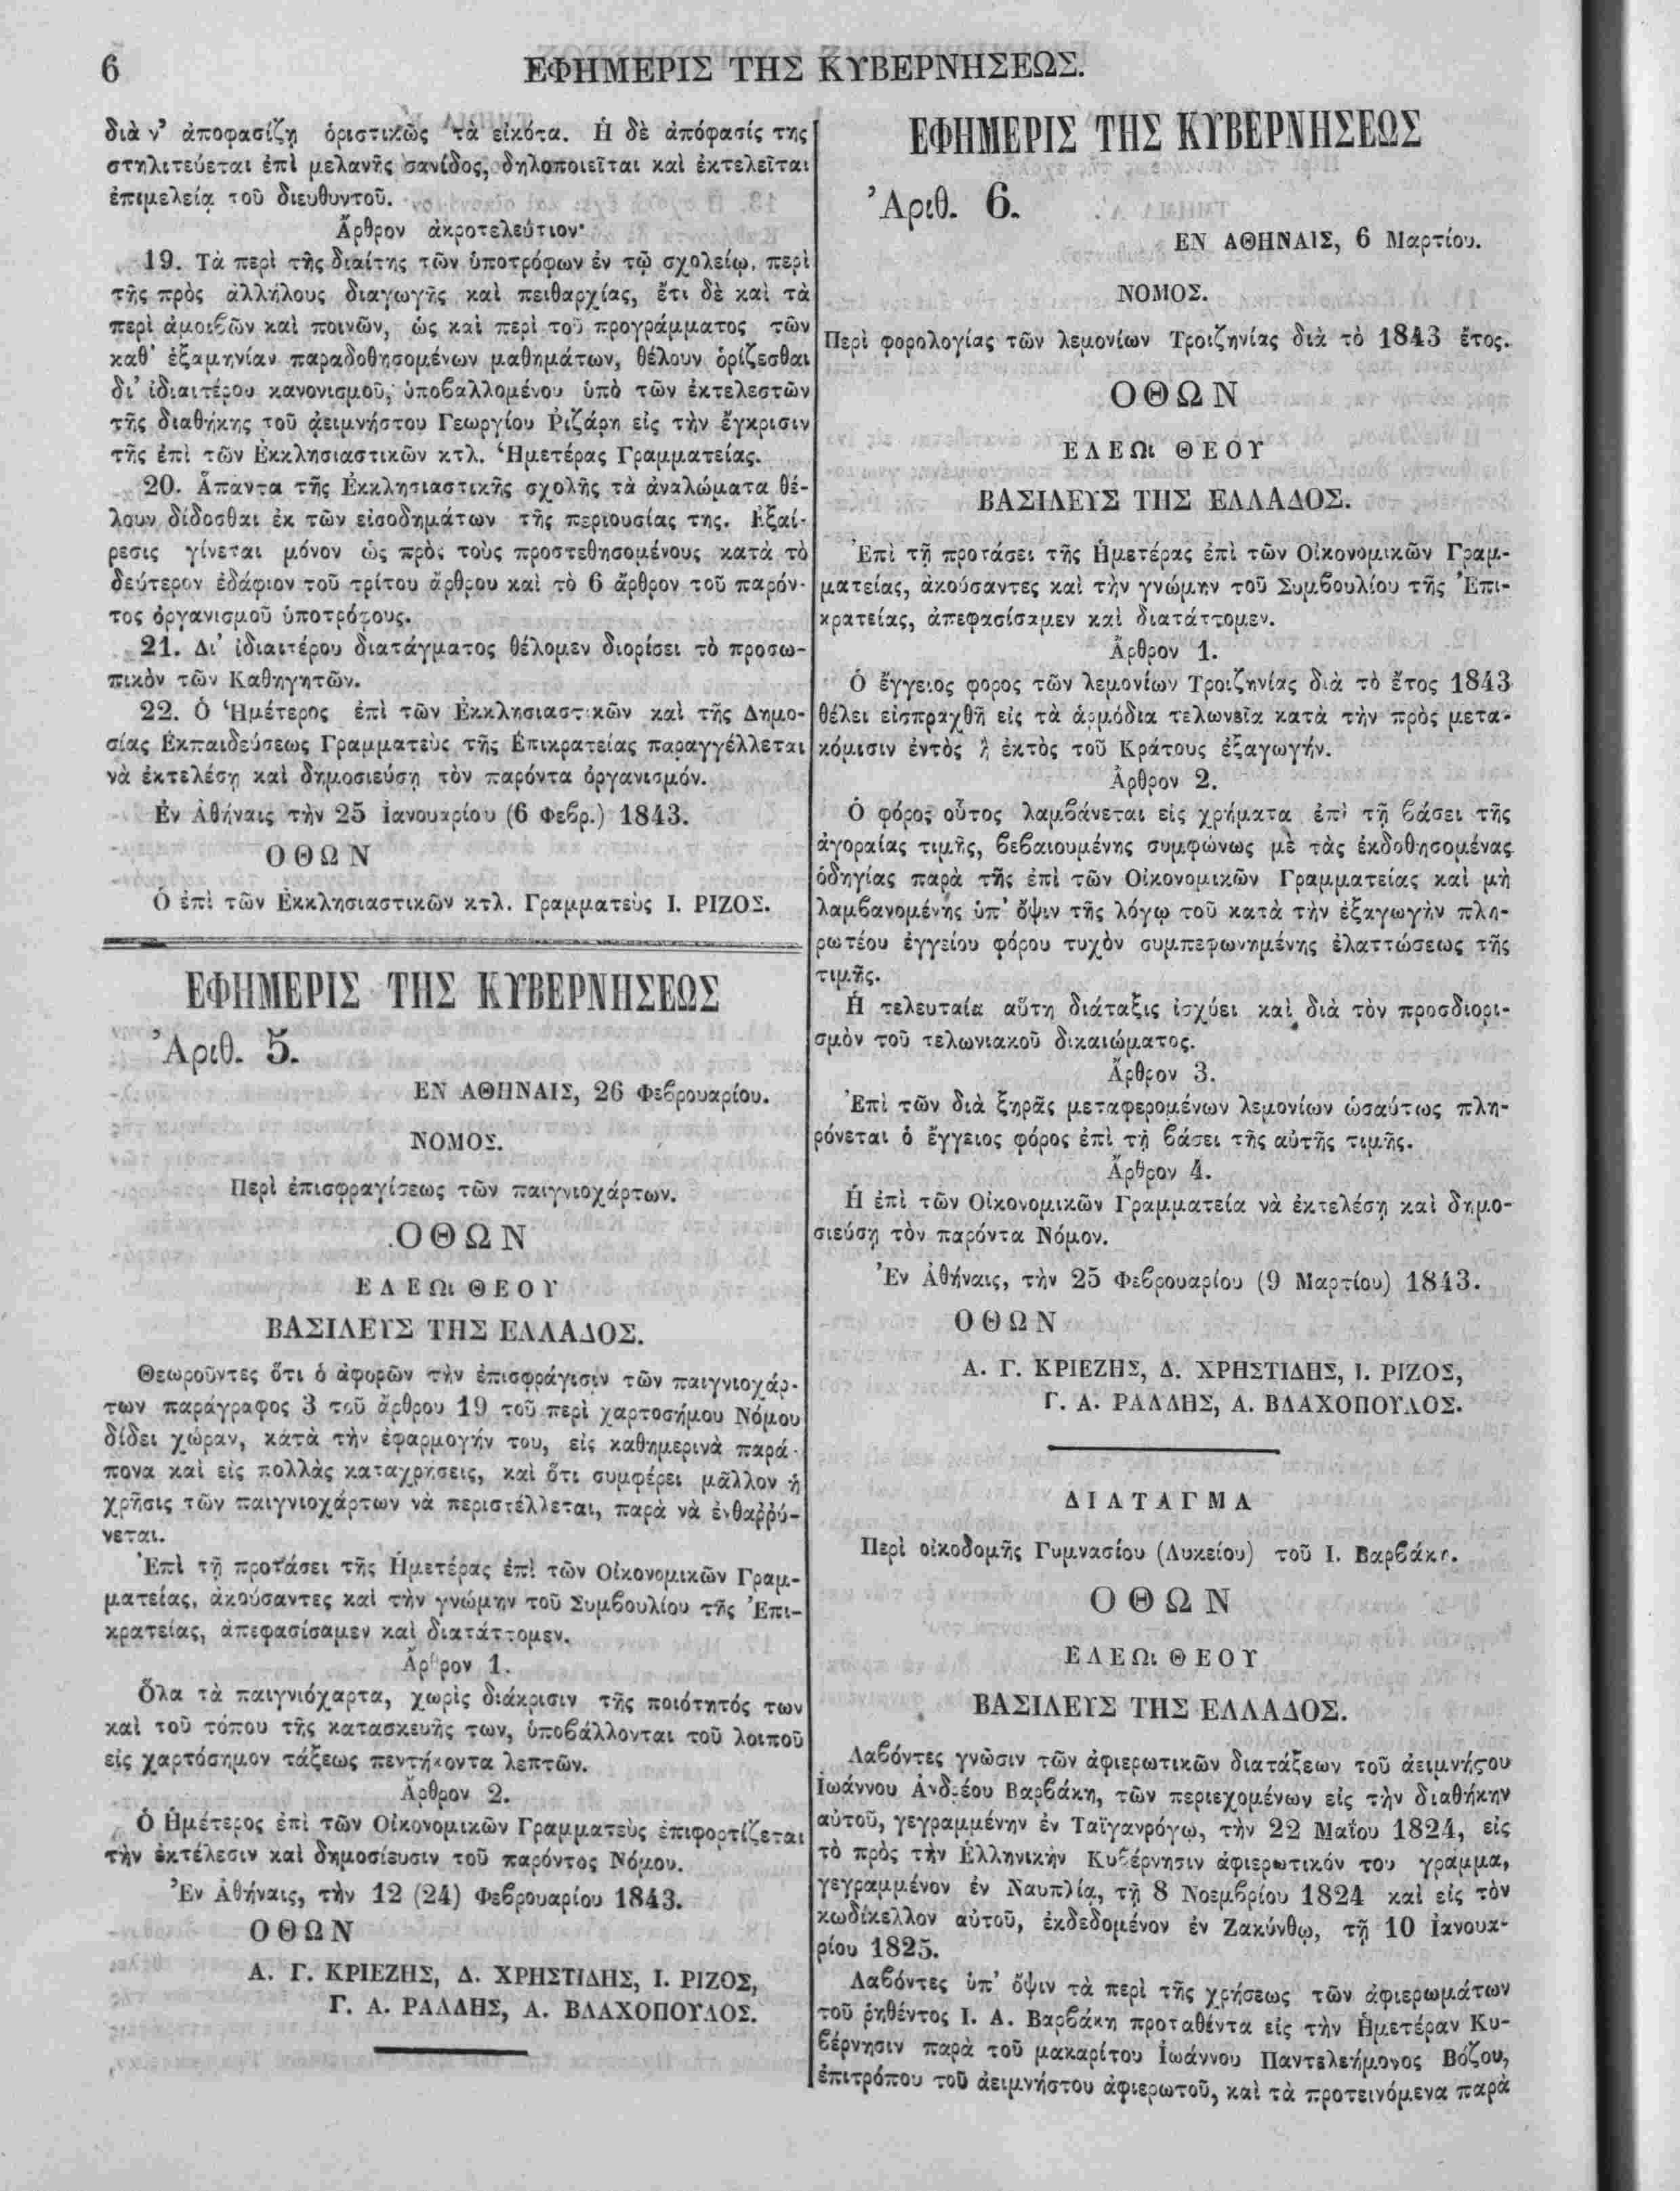 6
ΕΦΗΜΕΡΙΣ ΤΗΣ ΚΥΒΕΡΝΗΣΕΩΣ.
διὰ ν’ ἀποφασίζῃ ὁριστικῶς τὰ εἰκότα. Ἡ δὲ ἀπόφασίς της
στηλιτεύεται ἐπὶ μελανῆς σανίδος, δηλοποιεῖται καὶ ἐκτελεῖται
ἐπιμελείᾳ τοῦ διευθυντοῦ.
Ἄρθρον ἀκροτελεύτιον·
19. Τὰ περὶ τῆς διαίτης τῶν ὑποτρόφων ἐν τῷ σχολείῳ, περὶ
τῆς πρὸς ἀλλήλους διαγωγῆς καὶ πειθαρχίας, ἔτι δὲ καὶ τὰ
περὶ ἀμοιβῶν καὶ ποινῶν, ὡς καὶ περὶ τοῦ προγράμματος τῶν
καθ’ ἑξαμηνίαν παραδοθησομένων μαθημάτων, θέλουν ὁρίζεσθαι
δι’ ἰδιαιτέρου κανονισμοῦ, ὑποβαλλομένου ὑπὸ τῶν ἐκτελεστῶν
τῆς διαθήκης τοῦ ἀειμνήστου Γεωργίου Ῥιζάρη εἰς τὴν ἔγκρισιν
τῆς ἐπὶ τῶν Ἐκκλησιαστικῶν κτλ. Ἡμετέρας Γραμματείας.
20. Ἅπαντα τῆς Ἐκκλησιαστικῆς σχολῆς τὰ ἀναλώματα θέ-
λουν δίδοσθαι ἐκ τῶν εἰσοδημάτων τῆς περιουσίας της. Ἐξαί-
ρεσις γίνεται μόνον ὡς πρὸς τοὺς προστεθησομένους κατὰ τὸ
δεύτερον ἐδάφιον τοῦ τρίτου ἄρθρου καὶ τὸ 6 ἄρθρον τοῦ παρόν-
τος ὀργανισμοῦ ὑποτρόφους.
21. Δι’ ἰδιαιτέρου διατάγματος θέλομεν διορίσει τὸ προσω-
πικὸν τῶν Καθηγητῶν.
22. Ὁ Ἡμέτερος ἐπὶ τῶν Ἐκκλησιαστικῶν καὶ τῆς Δημο-
σίας Ἐκπαιδεύσεως Γραμματεὺς τῆς Ἐπικρατείας παραγγέλλεται
νὰ ἐκτελέσῃ καὶ δημοσιεύσῃ τὸν παρόντα ὀργανισμόν.
Ἐν Ἀθήναις τὴν 25 Ἰανουαρίου (6 Φεβρ.) 1843.
ΟΘΩΝ
Ὁ ἐπὶ τῶν Ἐκκλησιαστικῶν κτλ. Γραμματεὺς Ι. ΡΙΖΟΣ.
ΕΦΗΜΕΡΙΣ ΤΗΣ ΚΥΒΕΡΝΗΣΕΩΣ
Ἀριθ. 5.
ΕΝ ΑΘΗΝΑΙΣ, 26 Φεβρουαρίου.
ΝΟΜΟΣ.
Περὶ ἐπισφραγίσεως τῶν παιγνιοχάρτων.
ΟΘΩΝ
ΕΛΕΩι ΘΕΟΥ
ΒΑΣΙΛΕΥΣ ΤΗΣ ΕΛΛΑΔΟΣ.
Θεωροῦντες ὅτι ὁ ἀφορῶν τὴν ἐπισφράγισιν τῶν παιγνιοχάρ-
των παράγραφος 3 τοῦ ἄρθρου 19 τοῦ περὶ χαρτοσήμου Νόμου
δίδει χώραν, κατὰ τὴν ἐφαρμογήν του, εἰς καθημερινὰ παρά-
πονα καὶ εἰς πολλὰς καταχρήσεις, καὶ ὅτι συμφέρει μᾶλλον ἡ
χρῆσις τῶν παιγνιοχάρτων νὰ περιστέλλεται, παρὰ νὰ ἐνθαῤῥύ-
νεται.
Ἐπὶ τῇ προτάσει τῆς Ἡμετέρας ἐπὶ τῶν Οἰκονομικῶν Γραμ-
ματείας, ἀκούσαντες καὶ τὴν γνώμην τοῦ Συμβουλίου τῆς Ἐπι-
κρατείας, ἀπεφασίσαμεν καὶ διατάττομεν.
Ἄρθρον 1.
Ὅλα τὰ παιγνιόχαρτα, χωρὶς διάκρισιν τῆς ποιότητός των
καὶ τοῦ τόπου τῆς κατασκευῆς των, ὑποβάλλονται τοῦ λοιποῦ
εἰς χαρτόσημον τάξεως πεντήκοντα λεπτῶν.
Ἄρθρον 2.
Ὁ Ἡμέτερος ἐπὶ τῶν Οἰκονομικῶν Γραμματεὺς ἐπιφορτίζεται
τὴν ἐκτέλεσιν καὶ δημοσίευσιν τοῦ παρόντος Νόμου.
Ἐν Ἀθήναις, τὴν 12 (24) Φεβρουαρίου 1843.
ΟΘΩΝ
Α. Γ. ΚΡΙΕΖΗΣ, Δ. ΧΡΗΣΤΙΔΗΣ, Ι. ΡΙΖΟΣ,
Γ. Α. ΡΑΛΛΗΣ, Α. ΒΛΑΧΟΠΟΥΛΟΣ.
ΕΦΗΜΕΡΙΣ ΤΗΣ ΚΥΒΕΡΝΗΣΕΩΣ
Ἀριθ. 6.
ΕΝ ΑΘΗΝΑΙΣ, 6 Μαρτίου.
ΝΟΜΟΣ.
Περὶ φορολογίας τῶν λεμονίων Τροιζηνίας διὰ τὸ 1843 ἔτος.
ΟΘΩΝ
ΕΛΕΩι ΘΕΟΥ
ΒΑΣΙΛΕΥΣ ΤΗΣ ΕΛΛΑΔΟΣ.
Ἐπὶ τῇ προτάσει τῆς Ἡμετέρας ἐπὶ τῶν Οἰκονομικῶν Γραμ-
ματείας, ἀκούσαντες καὶ τὴν γνώμην τοῦ Συμβουλίου τῆς Ἐπι-
κρατείας, ἀπεφασίσαμεν καὶ διατάττομεν.
Ἄρθρον 1.
Ὁ ἔγγειος φορος τῶν λεμονίων Τροιζηνίας διὰ τὸ ἔτος 1843
θέλει εἰσπραχθῆ εἰς τὰ ἁρμόδια τελωνεῖα κατὰ τὴν πρὸς μετα-
κόμισιν ἐντὸς ἢ ἐκτὸς τοῦ Κράτους ἐξαγωγήν.
Ἄρθρον 2.
Ὁ φόρος οὗτος λαμβάνεται εἰς χρήματα ἐπὶ τῇ βάσει τῆς
ἀγοραίας τιμῆς, βεβαιουμένης συμφώνως μὲ τὰς ἐκδοθησομένας
ὁδηγίας παρὰ τῆς ἐπὶ τῶν Οἰκονομικῶν Γραμματείας καὶ μὴ
λαμβανομένης ὑπ’ ὄψιν τῆς λόγῳ τοῦ κατὰ τὴν ἐξαγωγὴν πλη-
ρωτέου ἐγγείου φόρου τυχὸν συμπεφωνημένης ἐλαττώσεως τῆς
τιμῆς.
Ἡ τελευταία αὕτη διάταξις ἰσχύει καὶ διὰ τὸν προσδιορι-
σμὸν τοῦ τελωνιακοῦ δικαιώματος.
Ἄρθρον 3.
Ἐπὶ τῶν διὰ ξηρᾶς μεταφερομένων λεμονίων ὡσαύτως πλη-
ρόνεται ὁ ἔγγειος φόρος ἐπὶ τῇ βάσει τῆς αὐτῆς τιμῆς.
Ἄρθρον 4.
Ἡ ἐπὶ τῶν Οἰκονομικῶν Γραμματεία νὰ ἐκτελέσῃ καὶ δημο-
σιεύσῃ τὸν παρόντα Νόμον.
Ἐν Ἀθήναις, τὴν 25 Φεβρουαρίου (9 Μαρτίου) 1843.
ΟΘΩΝ
Α. Γ. ΚΡΙΕΖΗΣ, Δ. ΧΡΗΣΤΙΔΗΣ, Ι. ΡΙΖΟΣ,
Γ. Α. ΡΑΛΛΗΣ, Α. ΒΛΑΧΟΠΟΥΛΟΣ.
ΔΙΑΤΑΓΜΑ
Περὶ οἰκοδομῆς Γυμνασίου (Λυκείου) τοῦ Ι. Βαρβάκη.
ΟΘΩΝ
ΕΛΕΩι ΘΕΟΥ
ΒΑΣΙΛΕΥΣ ΤΗΣ ΕΛΛΑΔΟΣ.
Λαβόντες γνῶσιν τῶν ἀφιερωτικῶν διατάξεων τοῦ ἀειμνήϛου
Ἰωάννου Ἀνδρέου Βαρβάκη, τῶν περιεχομένων εἰς τὴν διαθήκην
αὐτοῦ, γεγραμμένην ἐν Ταϊγανρόγῳ, τὴν 22 Μαΐου 1824, εἰς
τὸ πρὸς τὴν Ἑλληνικὴν Κυβέρνησιν ἀφιερωτικόν του γράμμα,
γεγραμμένον ἐν Ναυπλίᾳ, τῇ 8 Νοεμβρίου 1824 καὶ εἰς τὸν
κωδίκελλον αὐτοῦ, ἐκδεδομένον ἐν Ζακύνθῳ, τῇ 10 Ἰανουα-
ρίου 1825.
Λαβόντες ὑπ’ ὄψιν τὰ περὶ τῆς χρήσεως τῶν ἀφιερωμάτων
τοῦ ῥηθέντος Ι. Α. Βαρβάκη προταθέντα εἰς τὴν Ἡμετέραν Κυ-
βέρνησιν παρὰ τοῦ μακαρίτου Ἰωάννου Παντελεήμονος Βόζου,
ἐπιτρόπου τοῦ ἀειμνήστου ἀφιερωτοῦ, καὶ τὰ προτεινόμενα παρὰ